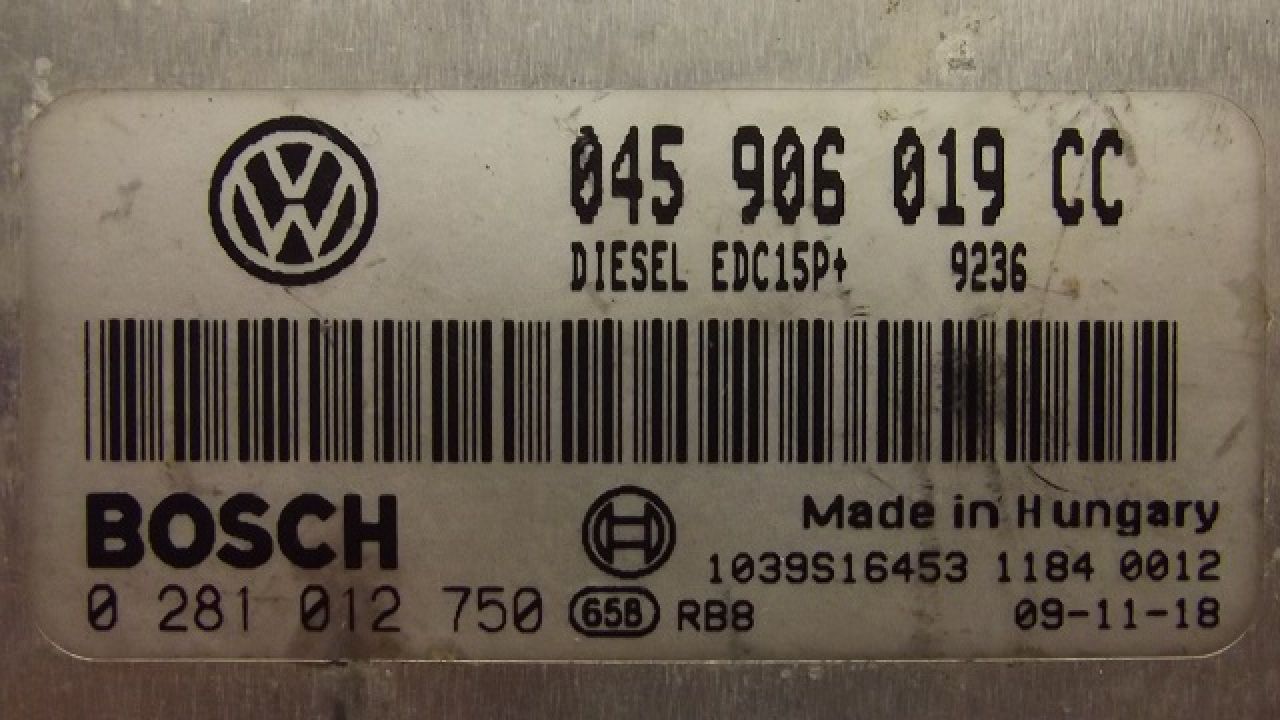 045 906 019 CC
DIESEL EDC15P+ 9236
BOSCH
Made in Hungary
1039S16453 1184 0012
0 281 012 750 65B RB8 09-11-18